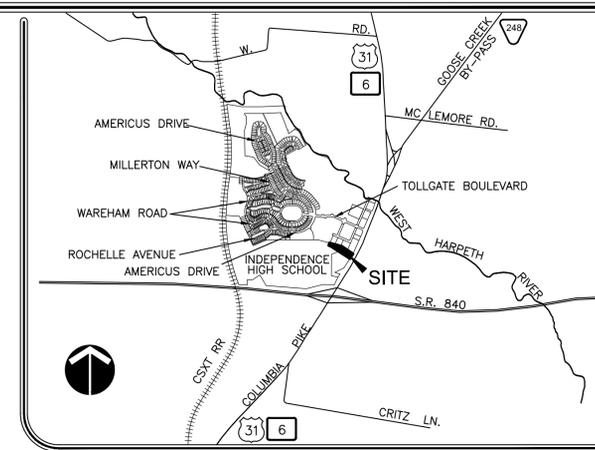 W.
RD.
31
6
GOOSE CREEK
BY-PASS
248
AMERICUS DRIVE
MC LEMORE RD.
MILLERTON WAY
TOLLGATE BOULEVARD
WAREHAM ROAD
WEST
HARPETH
RIVER
ROCHELLE AVENUE
AMERICUS DRIVE
INDEPENDENCE
HIGH SCHOOL
SITE
S.R. 840
CSXT RR
COLUMBIA PIKE
CRITZ LN.
31
6